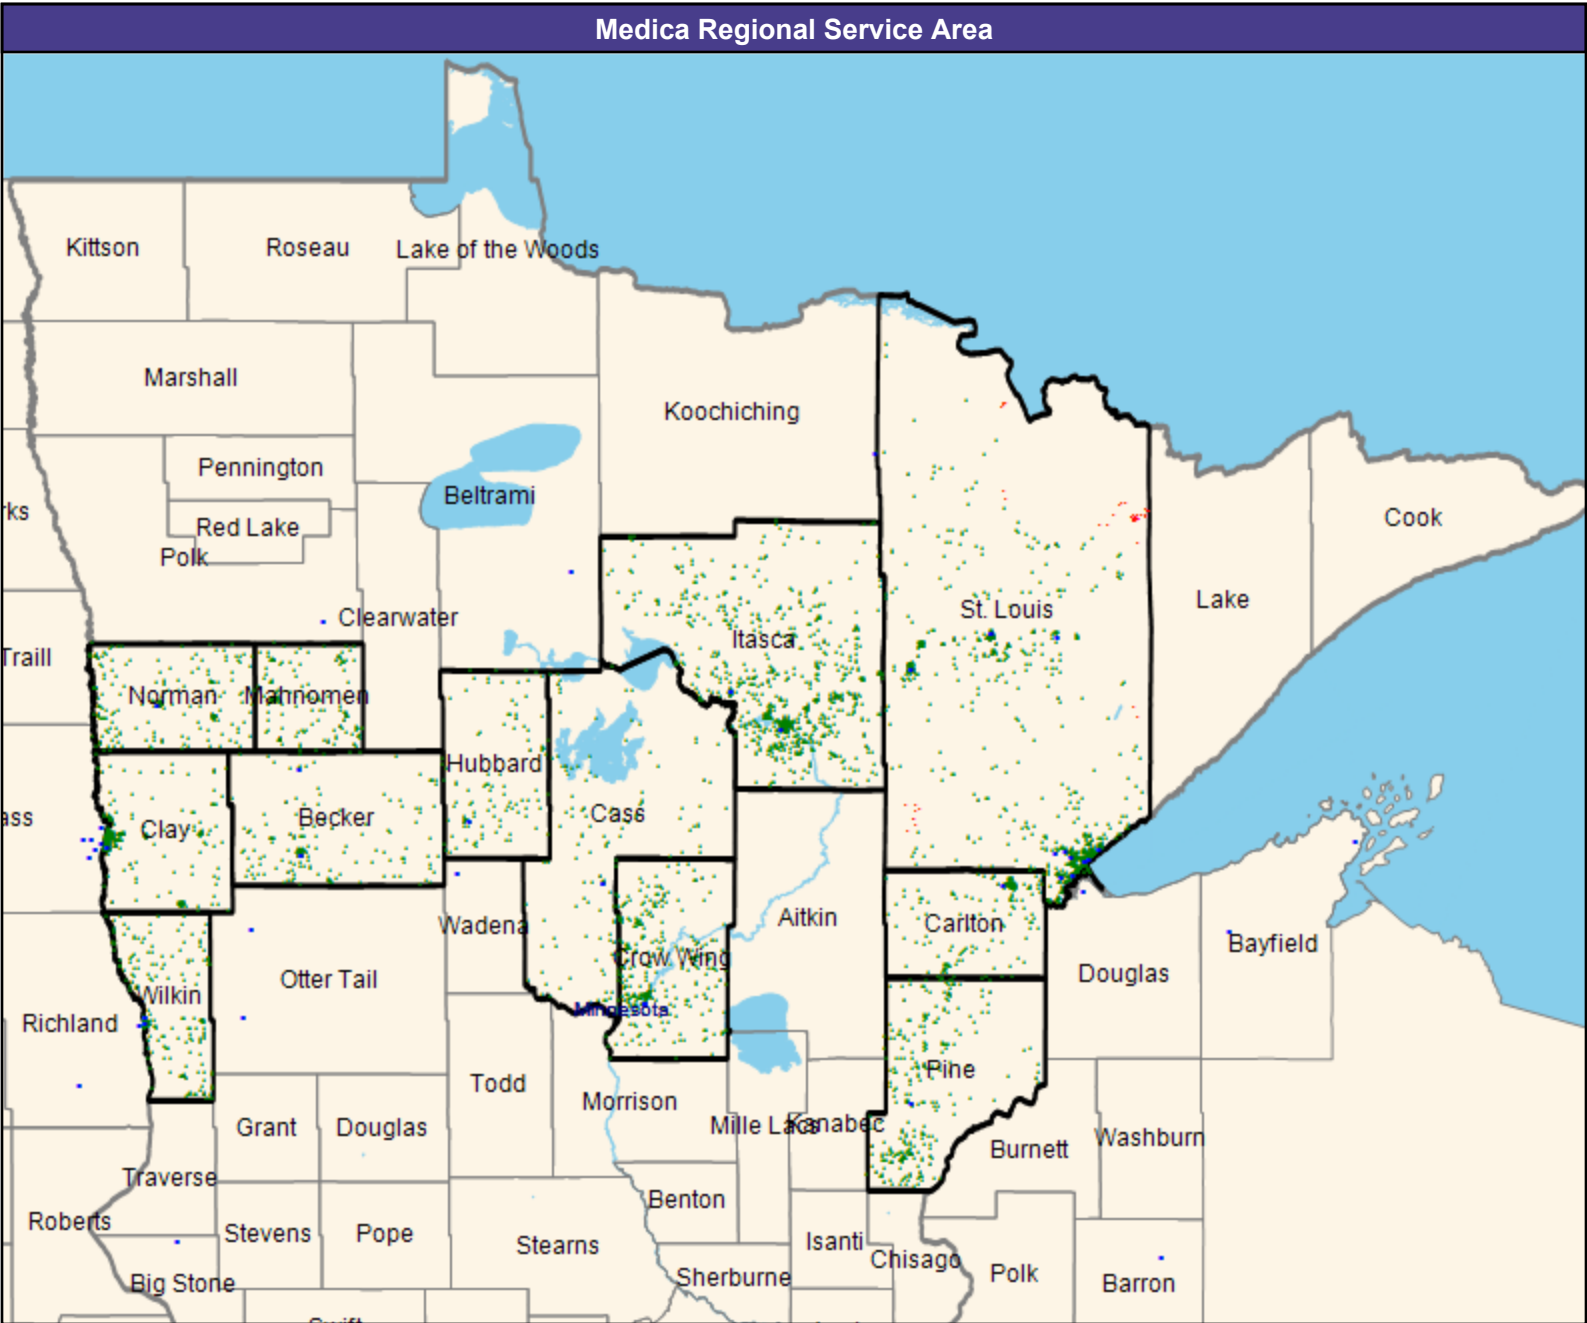 Medica Regional Service Area
Kittson
Roseau
Lake of the Woods
Marshall
Koochiching
Pennington
Beltrami
rks
Red Lake
Cook
Polk
Clearwater
St. Louis
Lake
Itasca
Traill
Norman
Mahnomen
Hubbard
Cass
ass
Clay
Becker
Wadena
Aitkin
Carlton
Bayfield
Crow Wing
Otter Tail
Douglas
Wilkin
Minnesota
Richland
Pine
Todd
Morrison
Grant
Douglas
Mille Lacs
Kanabec
Burnett
Washburn
Traverse
Benton
Roberts
Stevens
Pope
Stearns
Isanti
Chisago
Big Stone
Sherburne
Polk
Barron